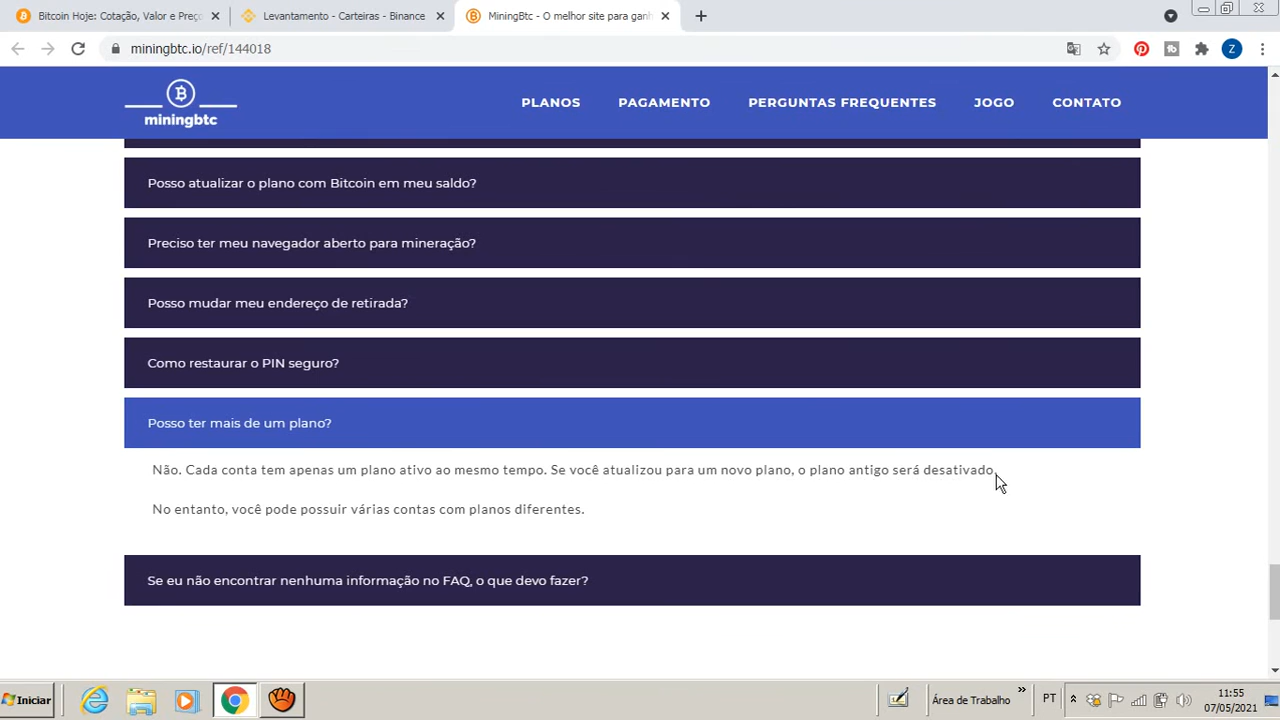 Bitcoin Hoje: Cotação, Valor e Preço
Levantamento - Carteiras - Binance
MiningBtc - O melhor site para ganh
miningbtc.io/ref/144018
Z
miningbtc
PLANOS
PAGAMENTO
PERGUNTAS FREQUENTES
JOGO
CONTATO
Posso atualizar o plano com Bitcoin em meu saldo?
Preciso ter meu navegador aberto para mineração?
Posso mudar meu endereço de retirada?
Como restaurar o PIN seguro?
Posso ter mais de um plano?
Não. Cada conta tem apenas um plano ativo ao mesmo tempo. Se você atualizou para um novo plano, o plano antigo será desativado.
No entanto, você pode possuir várias contas com planos diferentes.
Se eu não encontrar nenhuma informação no FAQ, o que devo fazer?
Iniciar
Área de Trabalho
PT
11:55
07/05/2021